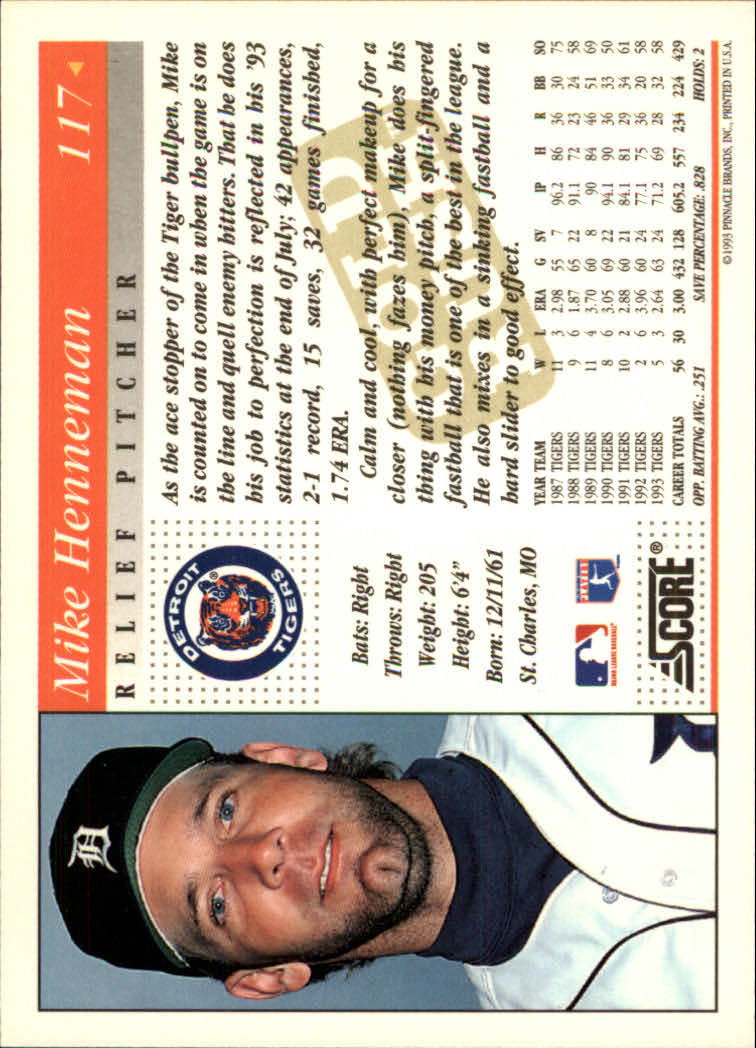 Mike Henneman 117
RELIEF PITCHER
DETROIT TIGERS
Bats: Right
Throws: Right
Weight: 205
Height: 6'4"
Born: 12/11/61
St. Charles, MO
As the ace stopper of the Tiger bullpen, Mike
is counted on to come in when the game is on
the line and quell enemy hitters. That he does
his job to perfection is reflected in his '93
statistics at the end of July; 42 appearances,
2-1 record, 15 saves, 32 games finished,
1.74 ERA.
Calm and cool, with perfect makeup for a
closer (nothing fazes him), Mike does his
thing with his money pitch, a split-fingered
fastball that is one of the best in the league.
He also mixes in a sinking fastball and a
hard slider to good effect.
GOLD
RUSH
YEAR TEAM W L ERA G SV IP H R BB SO
1987 TIGERS 11 3 2.98 55 7 96.2 86 36 30 75
1988 TIGERS 9 6 1.87 65 22 91.1 72 23 24 58
1989 TIGERS 11 4 3.70 60 8 90 84 46 51 69
1990 TIGERS 8 6 3.05 69 22 94.1 90 36 33 50
1991 TIGERS 10 2 2.88 60 21 84.1 81 29 34 61
1992 TIGERS 2 6 3.96 60 24 77.1 75 36 20 58
1993 TIGERS 5 3 2.64 63 24 71.2 69 28 32 58
CAREER TOTALS 56 30 3.00 432 128 605.2 557 234 224 429
OPP. BATTING AVG.: .251 SAVE PERCENTAGE: .828 HOLDS: 2
MAJOR LEAGUE BASEBALL
PLAYERS
SCORE®
©1993 PINNACLE BRANDS, INC., PRINTED IN U.S.A.
D